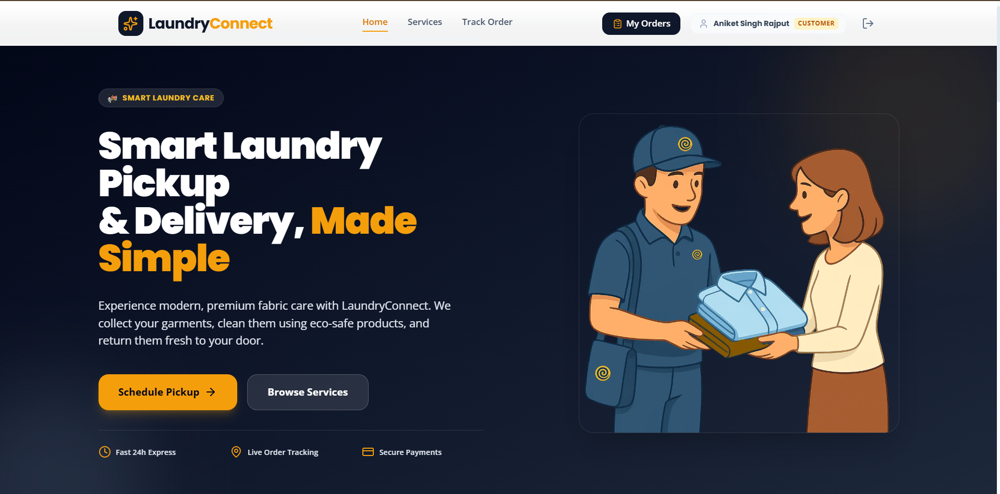 LaundryConnect
Home
Services
Track Order
My Orders
Aniket Singh Rajput
CUSTOMER
SMART LAUNDRY CARE
Smart Laundry
Pickup
& Delivery, Made
Simple
Experience modern, premium fabric care with LaundryConnect. We
collect your garments, clean them using eco-safe products, and
return them fresh to your door.
Schedule Pickup
Browse Services
Fast 24h Express
Live Order Tracking
Secure Payments